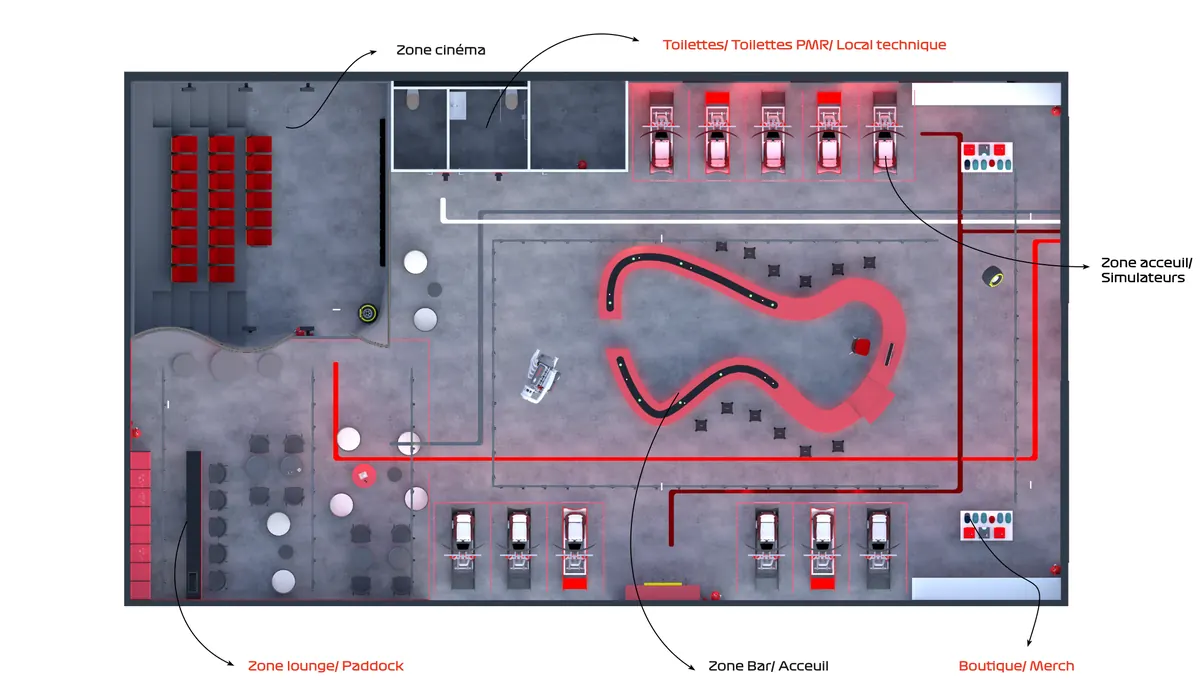 Zone cinéma
Toilettes/ Toilettes PMR/ Local technique
Zone acceuil/
Simulateurs
Zone lounge/ Paddock
Zone Bar/ Acceuil
Boutique/ Merch